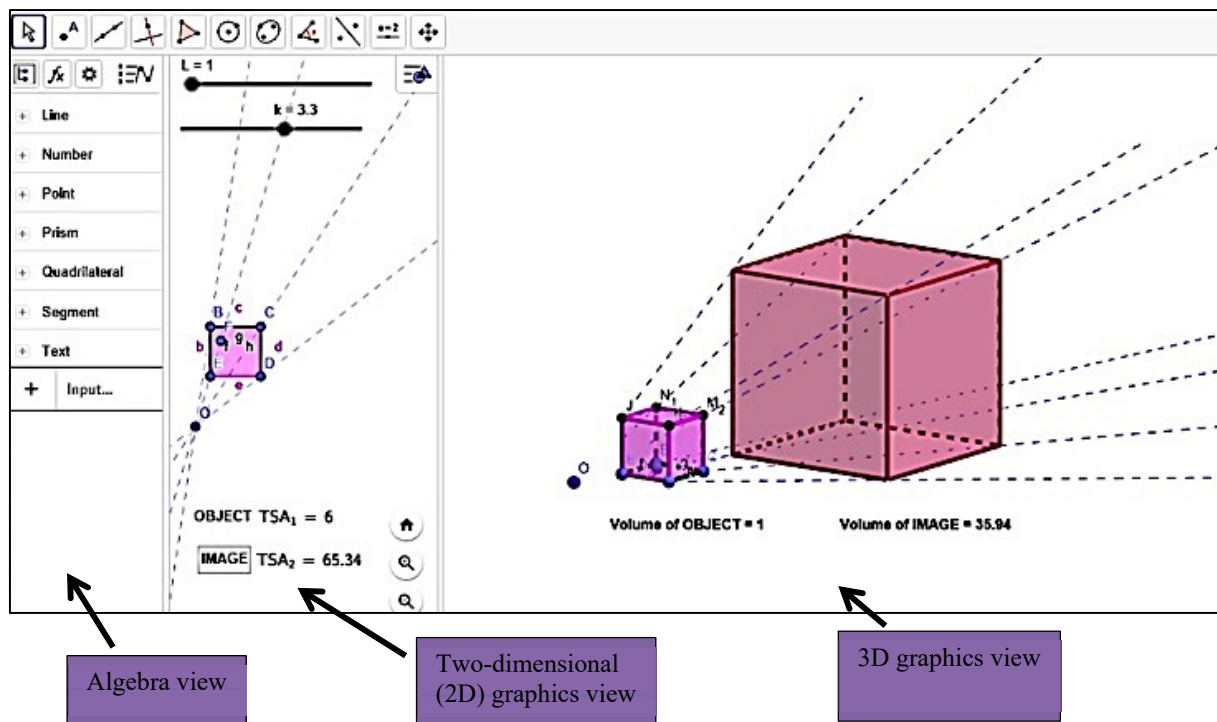 L = 1
k = 3.3
Line
Number
Point
Prism
Quadrilateral
Segment
Text
+ Input...
B c C
b g h d
E D
e
O
OBJECT TSA₁ = 6
IMAGE TSA₂ = 65.34
J N₁
O
Volume of OBJECT = 1 Volume of IMAGE = 35.94
Algebra view
Two-dimensional
(2D) graphics view
3D graphics view